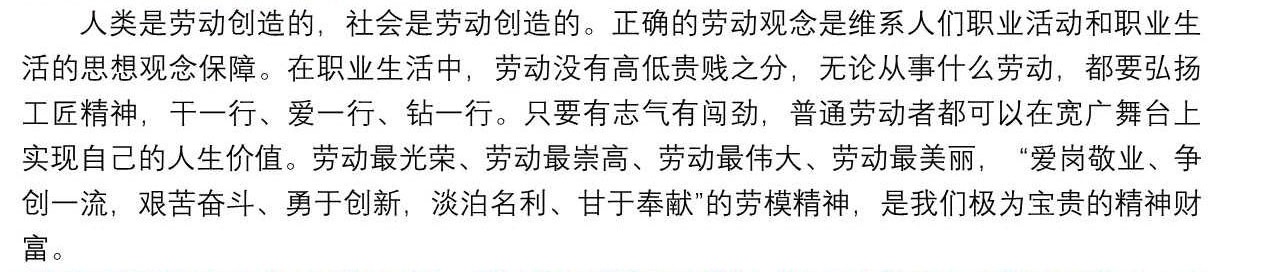 人类是劳动创造的，社会是劳动创造的。正确的劳动观念是维系人们职业活动和职业生
活的思想观念保障。在职业生活中，劳动没有高低贵贱之分，无论从事什么劳动，都要弘扬
工匠精神，干一行、爱一行、钻一行。只要有志气有闯劲，普通劳动者都可以在宽广舞台上
实现自己的人生价值。劳动最光荣、劳动最崇高、劳动最伟大、劳动最美丽，“爱岗敬业、争
创一流，艰苦奋斗、勇于创新，淡泊名利、甘于奉献”的劳模精神，是我们极为宝贵的精神财
富。